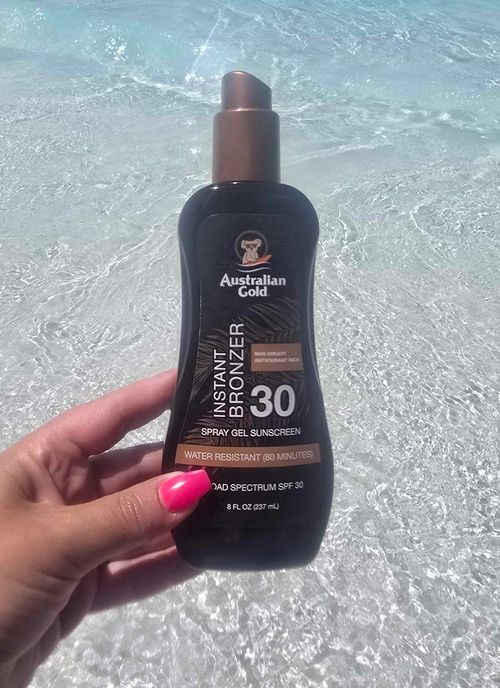 Australian
Gold
INSTANT
BRONZER
NON-GREASY
ANTIOXIDANT RICH
30
SPRAY GEL SUNSCREEN
WATER RESISTANT (80 MINUTES)
OAD SPECTRUM SPF 30
8 FL OZ (237 mL)